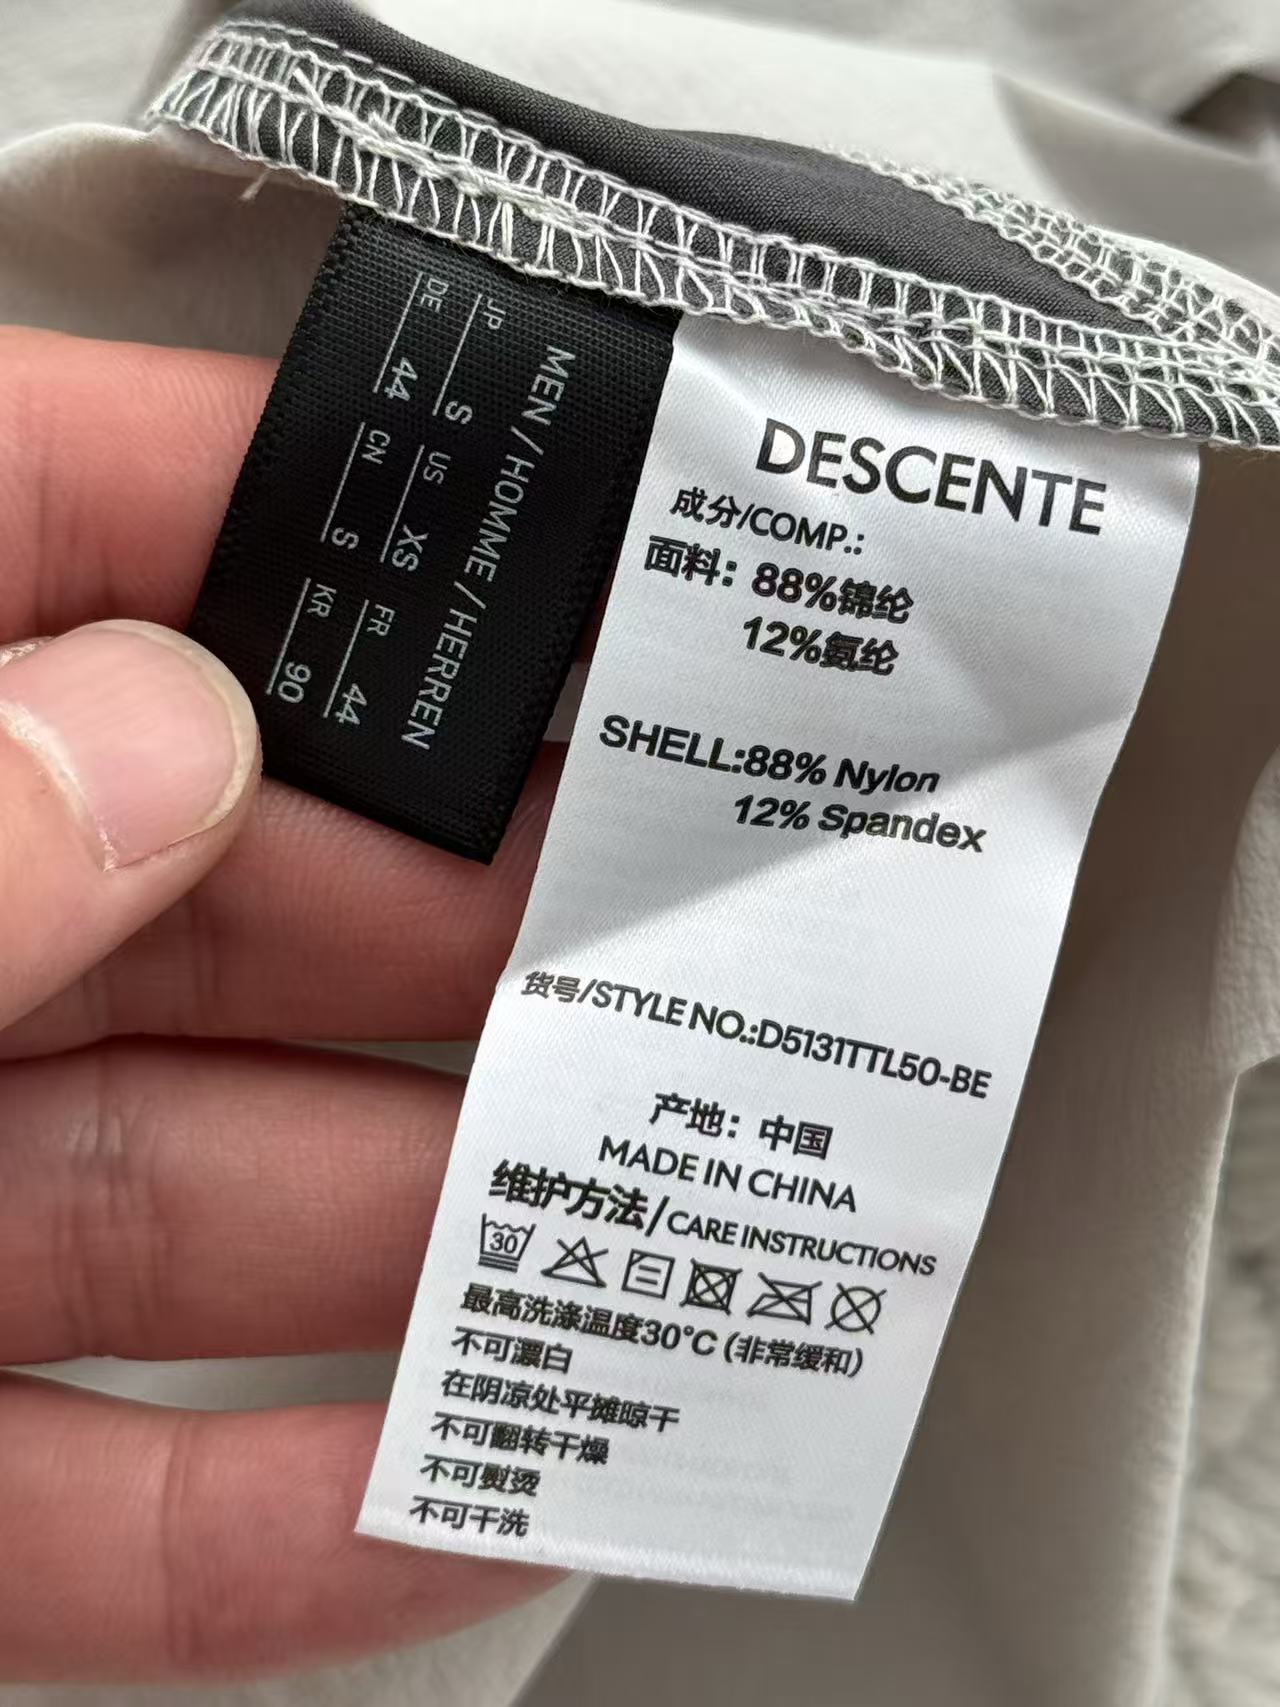 MEN / HOMME / HERREN
JP S US XS FR 44
DE 44 CN S KR 90
DESCENTE
成分/COMP.:
面料：88%锦纶
12%氨纶
SHELL:88% Nylon
12% Spandex
货号/STYLE NO.:D5131TTL50-BE
产地：中国
MADE IN CHINA
维护方法/CARE INSTRUCTIONS
30
最高洗涤温度30°C (非常缓和)
不可漂白
在阴凉处平摊晾干
不可翻转干燥
不可熨烫
不可干洗